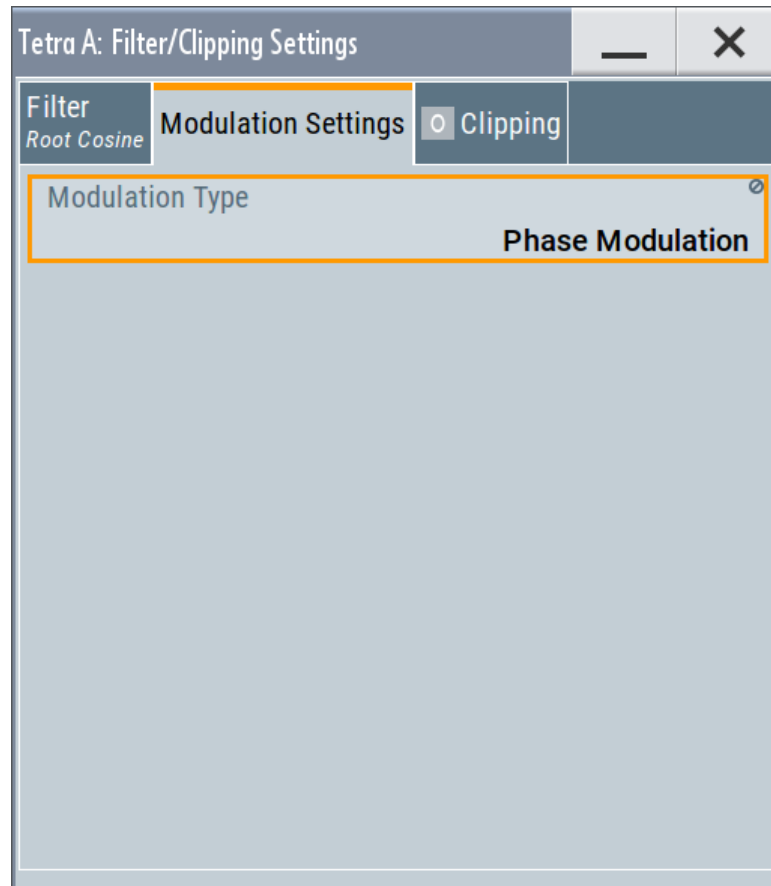 Tetra A: Filter/Clipping Settings
Filter
Root Cosine
Modulation Settings
O Clipping
Modulation Type
Phase Modulation